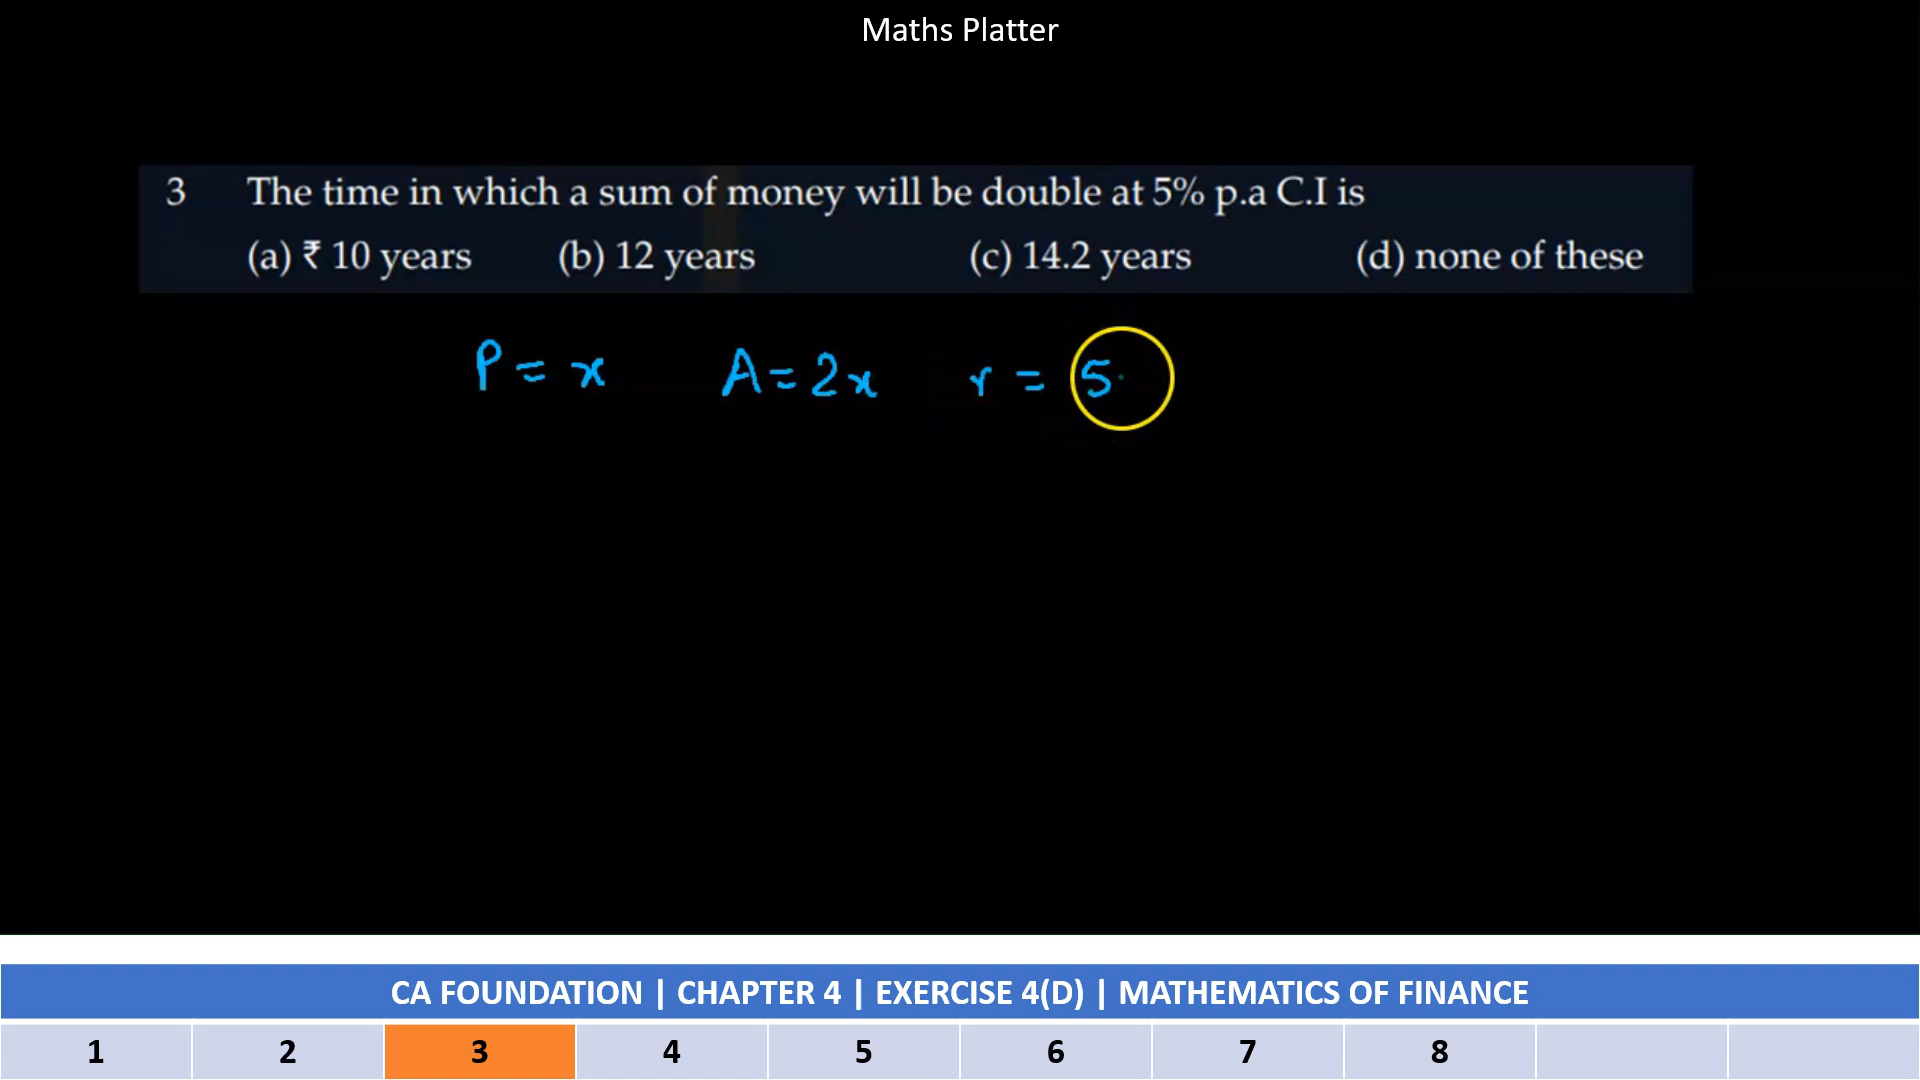 Maths Platter
3 The time in which a sum of money will be double at 5% p.a C.I is
(a) ₹ 10 years (b) 12 years (c) 14.2 years (d) none of these
P = x A = 2x r = 5
CA FOUNDATION | CHAPTER 4 | EXERCISE 4(D) | MATHEMATICS OF FINANCE
1 2 3 4 5 6 7 8